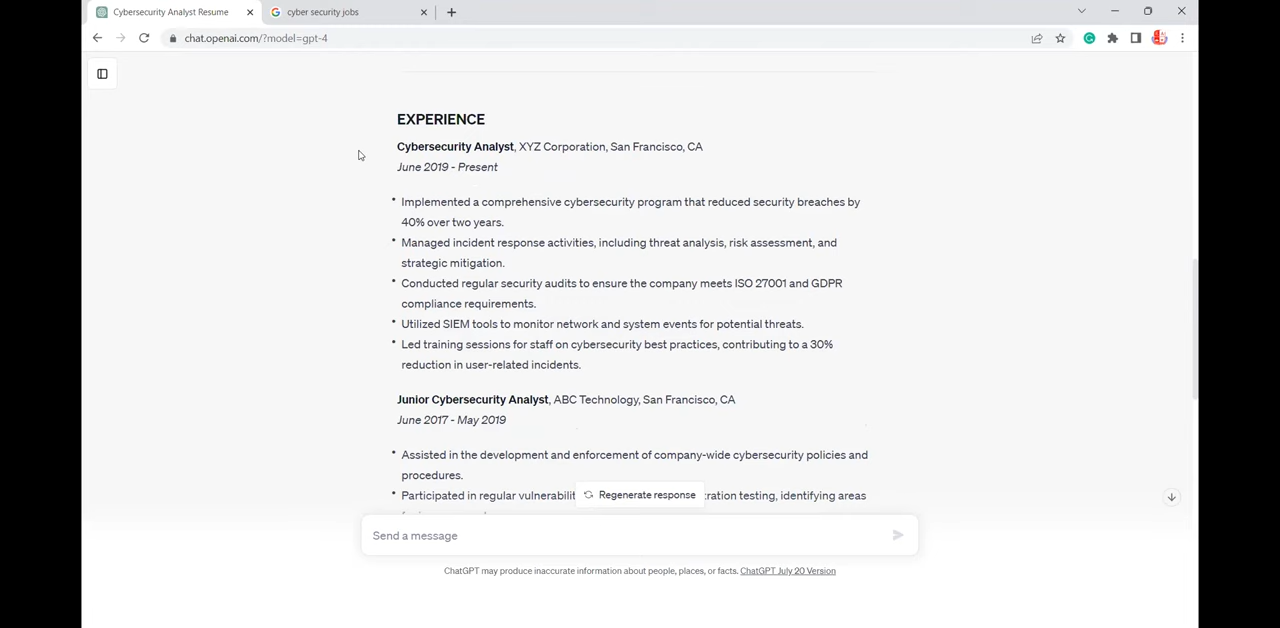 Cybersecurity Analyst Resume
cyber security jobs
chat.openai.com/?model=gpt-4
EXPERIENCE
Cybersecurity Analyst, XYZ Corporation, San Francisco, CA
June 2019 - Present
• Implemented a comprehensive cybersecurity program that reduced security breaches by
40% over two years.
• Managed incident response activities, including threat analysis, risk assessment, and
strategic mitigation.
• Conducted regular security audits to ensure the company meets ISO 27001 and GDPR
compliance requirements.
• Utilized SIEM tools to monitor network and system events for potential threats.
• Led training sessions for staff on cybersecurity best practices, contributing to a 30%
reduction in user-related incidents.
Junior Cybersecurity Analyst, ABC Technology, San Francisco, CA
June 2017 - May 2019
• Assisted in the development and enforcement of company-wide cybersecurity policies and
procedures.
• Participated in regular testing, identifying areas
Regenerate response
Send a message
ChatGPT may produce inaccurate information about people, places, or facts. ChatGPT July 20 Version